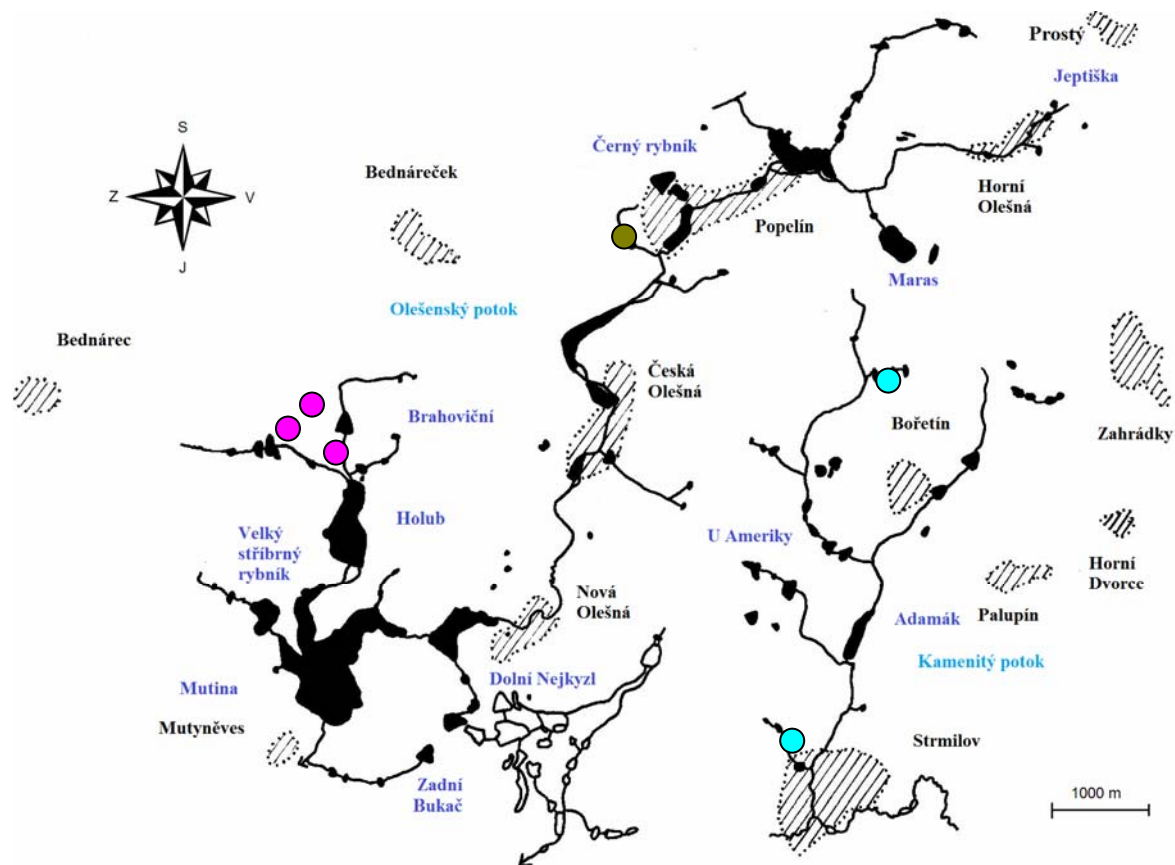 Prostý
Jeptiška
S
Z
V
J
Černý rybník
Bednáreček
Horní
Olešná
Popelín
Maras
Olešenský potok
Bednárec
Česká
Olešná
Brahoviční
Bořetín
Zahrádky
Holub
Velký
stříbrný
rybník
U Ameriky
Horní
Dvorce
Nová
Olešná
Adamák
Palupín
Kamenitý potok
Mutina
Dolní Nejkyzl
Mutyněves
Strmilov
Zadní
Bukač
1000 m